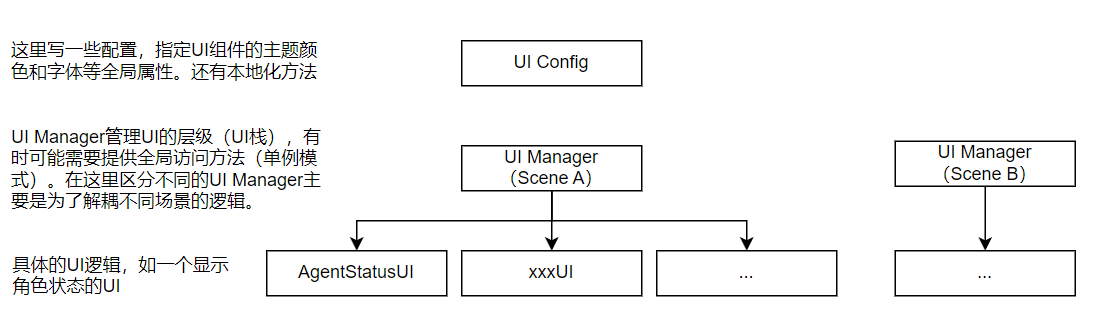 这里写一些配置，指定UI组件的主题颜
色和字体等全局属性。还有本地化方法
UI Config
UI Manager管理UI的层级（UI栈），有
时可能需要提供全局访问方法（单例模
式）。在这里区分不同的UI Manager主
要是为了解耦不同场景的逻辑。
UI Manager
（Scene A）
UI Manager
（Scene B）
具体的UI逻辑，如一个显示
角色状态的UI
AgentStatusUI
xxxUI
...
...